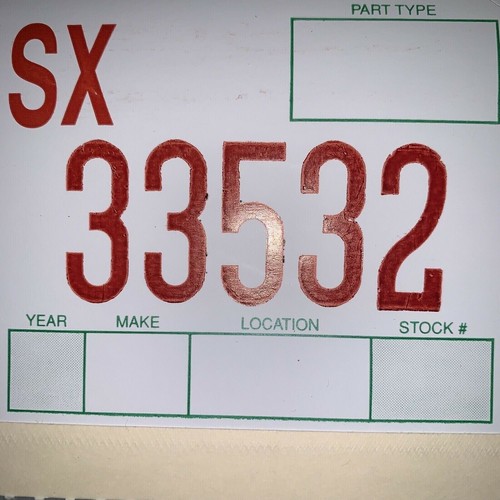 PART TYPE
SX
33532
YEAR MAKE LOCATION STOCK #